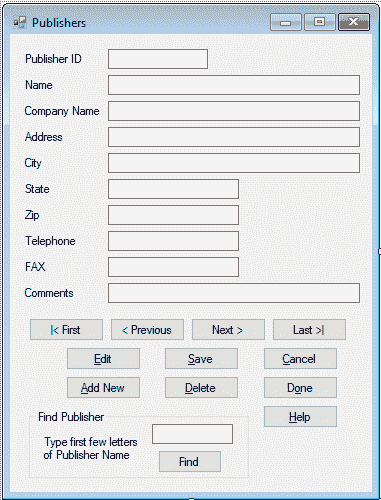 Publishers
Publisher ID
Name
Company Name
Address
City
State
Zip
Telephone
FAX
Comments
|< First < Previous Next > Last >|
Edit Save Cancel
Add New Delete Done
Help
Find Publisher
Type first few letters
of Publisher Name
Find